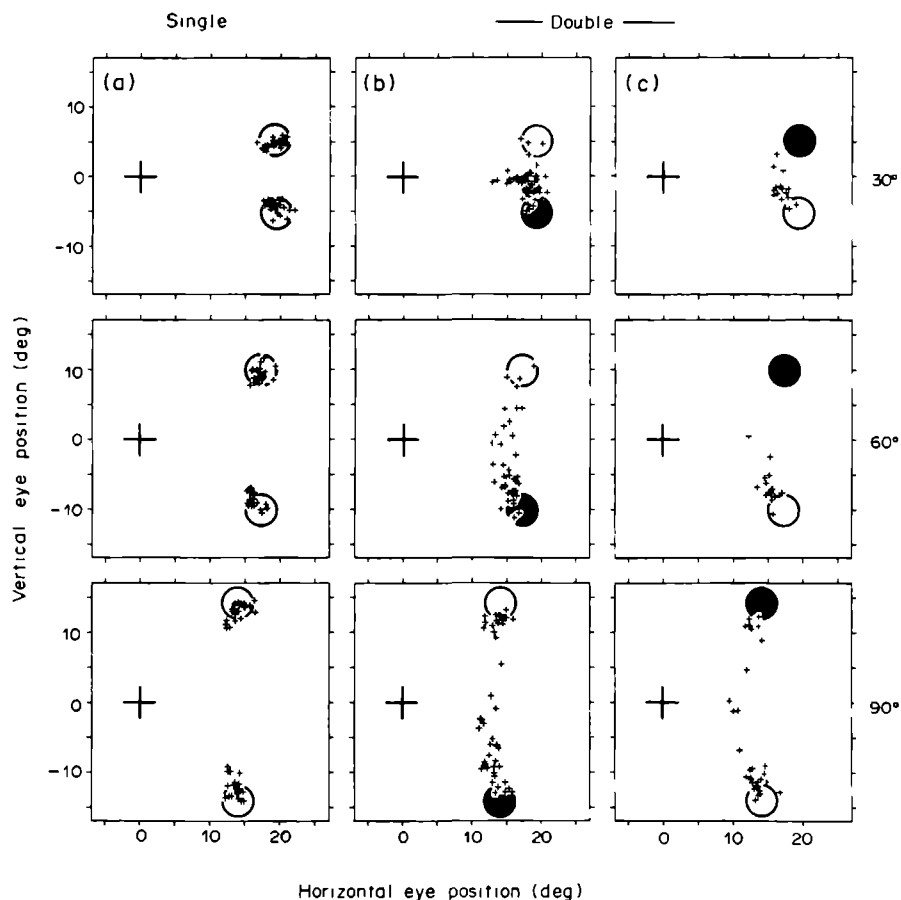 Single
Double
(a)
(b)
(c)
10
0
-10
30°
10
0
-10
60°
10
0
-10
90°
0 10 20
0 10 20
0 10 20
Vertical eye position (deg)
Horizontal eye position (deg)